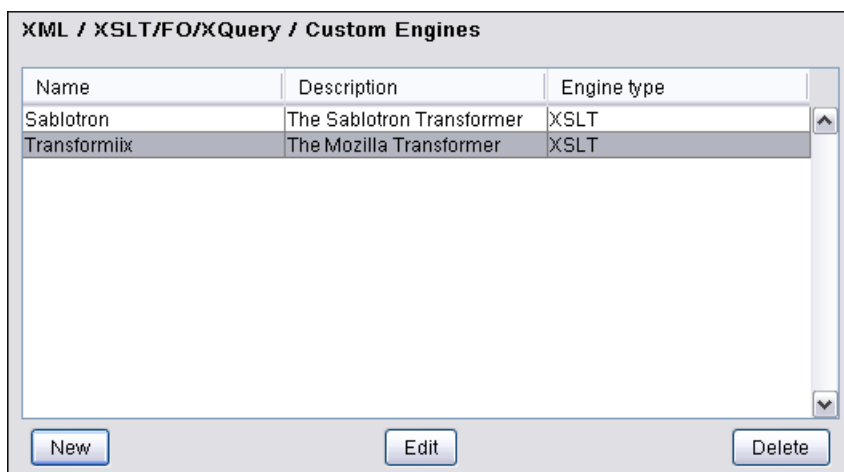 XML / XSLT/FO/XQuery / Custom Engines
Name Description Engine type
Sablotron The Sablotron Transformer XSLT
Transformiix The Mozilla Transformer XSLT
New Edit Delete